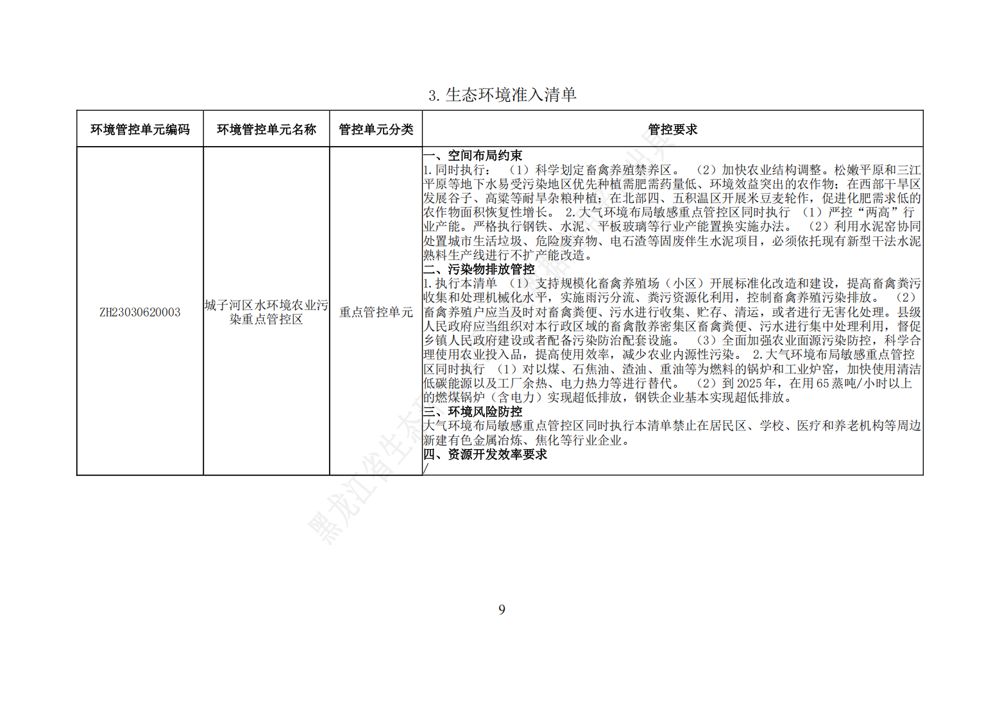 3. 生态环境准入清单
环境管控单元编码 环境管控单元名称 管控单元分类 管控要求
ZH23030620003
城子河区水环境农业污
染重点管控区
重点管控单元
一、空间布局约束
1.同时执行： （1）科学划定畜禽养殖禁养区。 （2）加快农业结构调整。松嫩平原和三江
平原等地下水易受污染地区优先种植需肥需药量低、环境效益突出的农作物；在西部干旱区
发展谷子、高粱等耐旱杂粮种植；在北部四、五积温区开展米豆麦轮作，促进化肥需求低的
农作物面积恢复性增长。 2.大气环境布局敏感重点管控区同时执行 （1）严控“两高”行
业产能。严格执行钢铁、水泥、平板玻璃等行业产能置换实施办法。 （2）利用水泥窑协同
处置城市生活垃圾、危险废弃物、电石渣等固废伴生水泥项目，必须依托现有新型干法水泥
熟料生产线进行不扩产能改造。
二、污染物排放管控
1.执行本清单 （1）支持规模化畜禽养殖场（小区）开展标准化改造和建设，提高畜禽粪污
收集和处理机械化水平，实施雨污分流、粪污资源化利用，控制畜禽养殖污染排放。 （2）
畜禽养殖户应当及时对畜禽粪便、污水进行收集、贮存、清运，或者进行无害化处理。县级
人民政府应当组织对本行政区域的畜禽散养密集区畜禽粪便、污水进行集中处理利用，督促
乡镇人民政府建设或者配备污染防治配套设施。 （3）全面加强农业面源污染防控，科学合
理使用农业投入品，提高使用效率，减少农业内源性污染。 2.大气环境布局敏感重点管控
区同时执行 （1）对以煤、石焦油、渣油、重油等为燃料的锅炉和工业炉窑，加快使用清洁
低碳能源以及工厂余热、电力热力等进行替代。 （2）到2025年，在用65蒸吨/小时以上
的燃煤锅炉（含电力）实现超低排放，钢铁企业基本实现超低排放。
三、环境风险防控
大气环境布局敏感重点管控区同时执行本清单禁止在居民区、学校、医疗和养老机构等周边
新建有色金属冶炼、焦化等行业企业。
四、资源开发效率要求
/
黑龙江省生态环
9